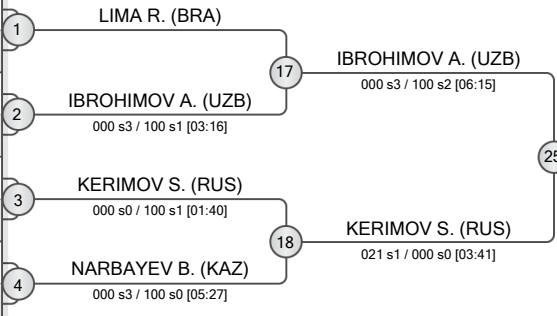 LIMA R. (BRA)
1
17
IBROHIMOV A. (UZB)
000 s3 / 100 s2 [06:15]
IBROHIMOV A. (UZB)
2
000 s3 / 100 s1 [03:16]
25
KERIMOV S. (RUS)
3
000 s0 / 100 s1 [01:40]
KERIMOV S. (RUS)
18
021 s1 / 000 s0 [03:41]
NARBAYEV B. (KAZ)
4
000 s3 / 100 s0 [05:27]